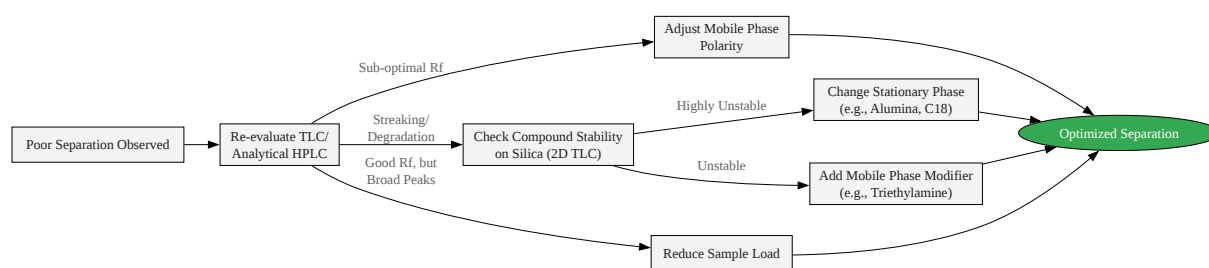 Poor Separation Observed
Re-evaluate TLC/
Analytical HPLC
Sub-optimal Rf
Streaking/
Degradation
Good Rf, but
Broad Peaks
Adjust Mobile Phase
Polarity
Check Compound Stability
on Silica (2D TLC)
Highly Unstable
Unstable
Change Stationary Phase
(e.g., Alumina, C18)
Add Mobile Phase Modifier
(e.g., Triethylamine)
Reduce Sample Load
Optimized Separation